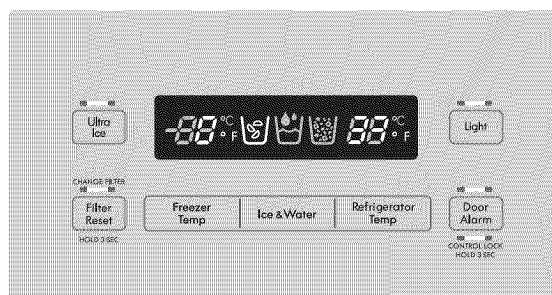 Ultra
Ice
-88 °C
°F
88 °C
°F
Light
CHANGE FILTER
Filter
Reset
HOLD 3 SEC
Freezer
Temp
Ice & Water
Refrigerator
Temp
Door
Alarm
CONTROL LOCK
HOLD 3 SEC